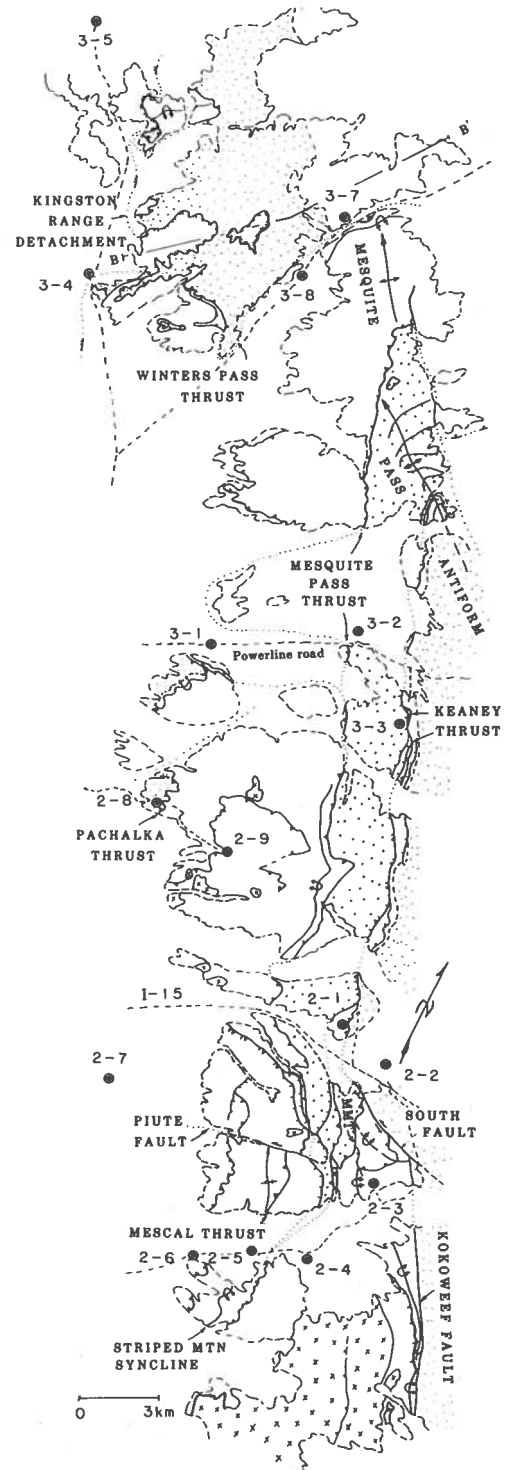 3-5
B'
KINGSTON
RANGE
DETACHMENT
3-7
B
3-4
3-8
MESQUITE
WINTERS PASS
THRUST
PASS
ANTIFORM
MESQUITE
PASS
THRUST
3-1
3-2
Powerline road
3-3
KEANEY
THRUST
2-8
PACHALKA
THRUST
2-9
N
I-15
2-1
2-7
2-2
MMT
SOUTH
FAULT
PIUTE
FAULT
2-3
MESCAL THRUST
2-6
2-5
2-4
KOKOWEEF FAULT
STRIPED MTN
SYNCLINE
0
3km